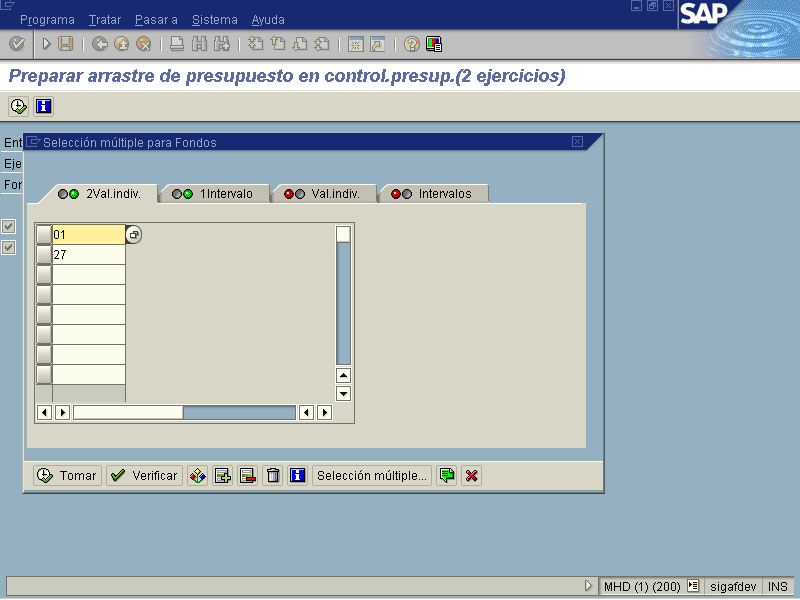 Programa Tratar Pasar a Sistema Ayuda
SAP
Preparar arrastre de presupuesto en control.presup.(2 ejercicios)
Ent
Selección múltiple para Fondos
Eje
For
2Val.indiv. 1Intervalo Val.indiv. Intervalos
01
27
Tomar Verificar Selección múltiple...
MHD (1) (200) sigafdev INS